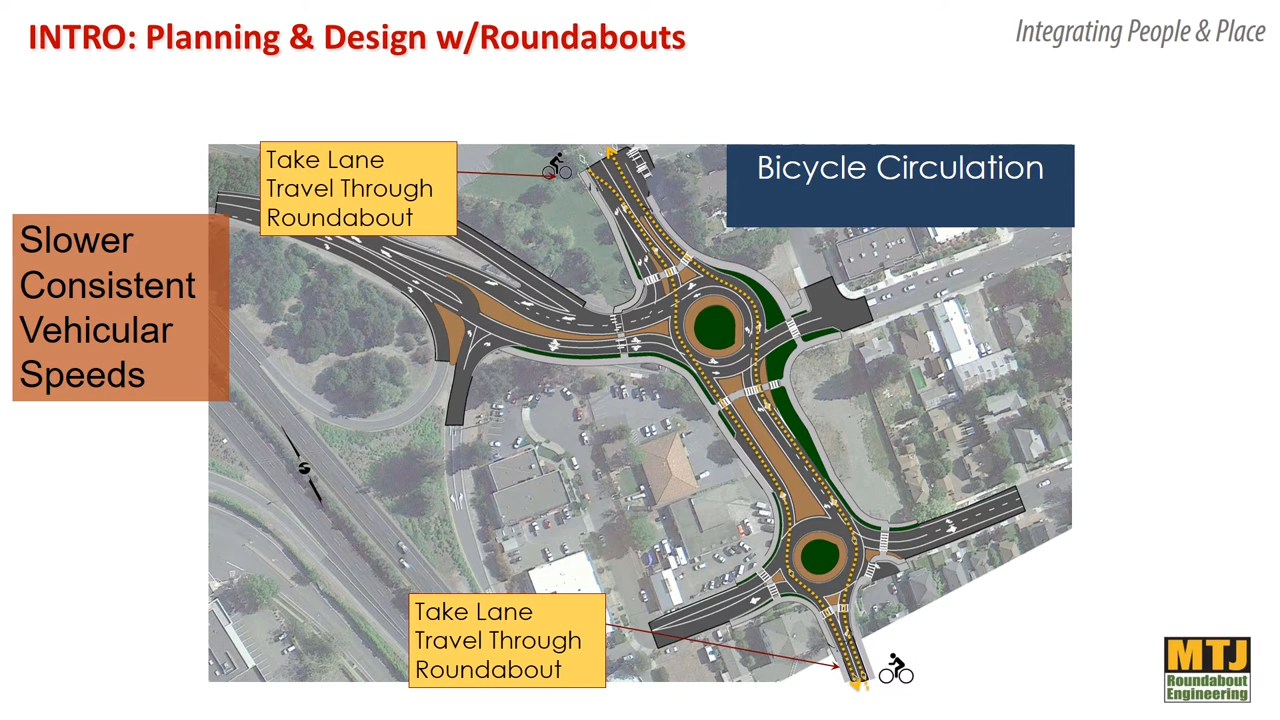 INTRO: Planning & Design w/Roundabouts
Integrating People & Place
Take Lane
Travel Through
Roundabout
Bicycle Circulation
Slower
Consistent
Vehicular
Speeds
Take Lane
Travel Through
Roundabout
MTJ
Roundabout
Engineering